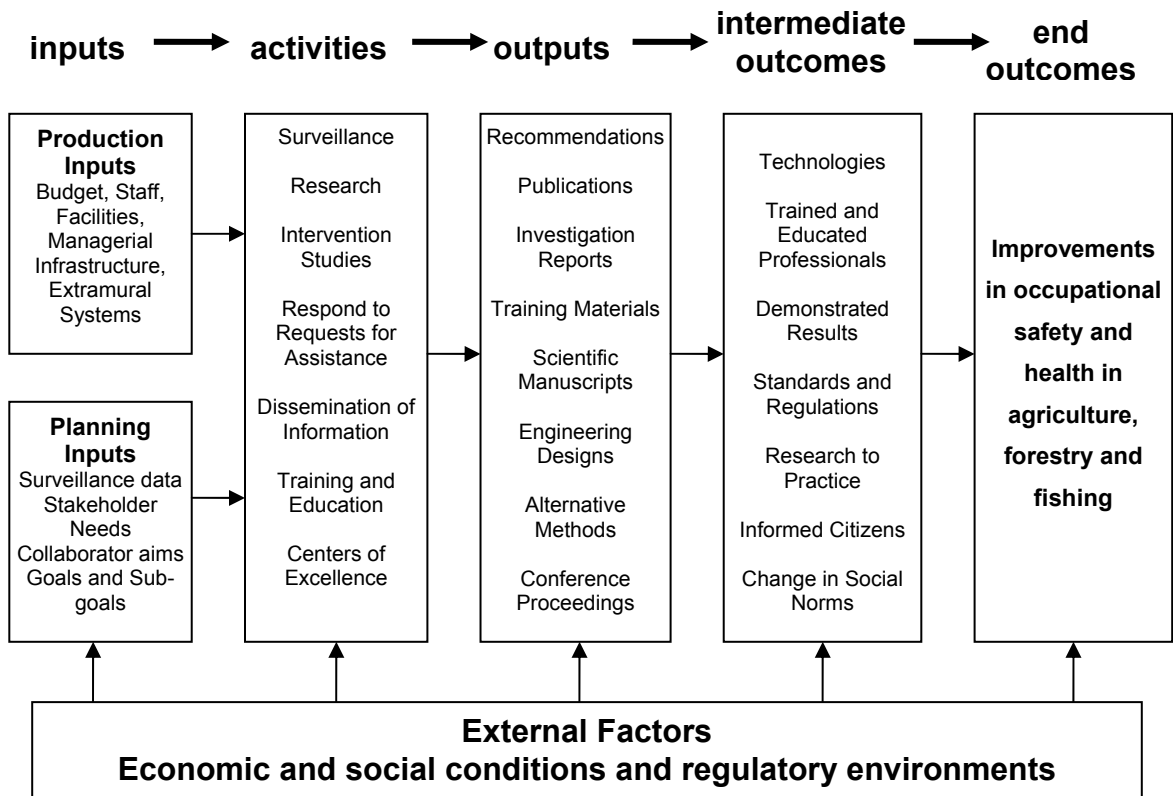 inputs
activities
outputs
intermediate
outcomes
end
outcomes
Production
Inputs
Budget, Staff,
Facilities,
Managerial
Infrastructure,
Extramural
Systems
Planning
Inputs
Surveillance data
Stakeholder
Needs
Collaborator aims
Goals and Sub-
goals
Surveillance
Research
Intervention
Studies
Respond to
Requests for
Assistance
Dissemination of
Information
Training and
Education
Centers of
Excellence
Recommendations
Publications
Investigation
Reports
Training Materials
Scientific
Manuscripts
Engineering
Designs
Alternative
Methods
Conference
Proceedings
Technologies
Trained and
Educated
Professionals
Demonstrated
Results
Standards and
Regulations
Research to
Practice
Informed Citizens
Change in Social
Norms
Improvements
in occupational
safety and
health in
agriculture,
forestry and
fishing
External Factors
Economic and social conditions and regulatory environments